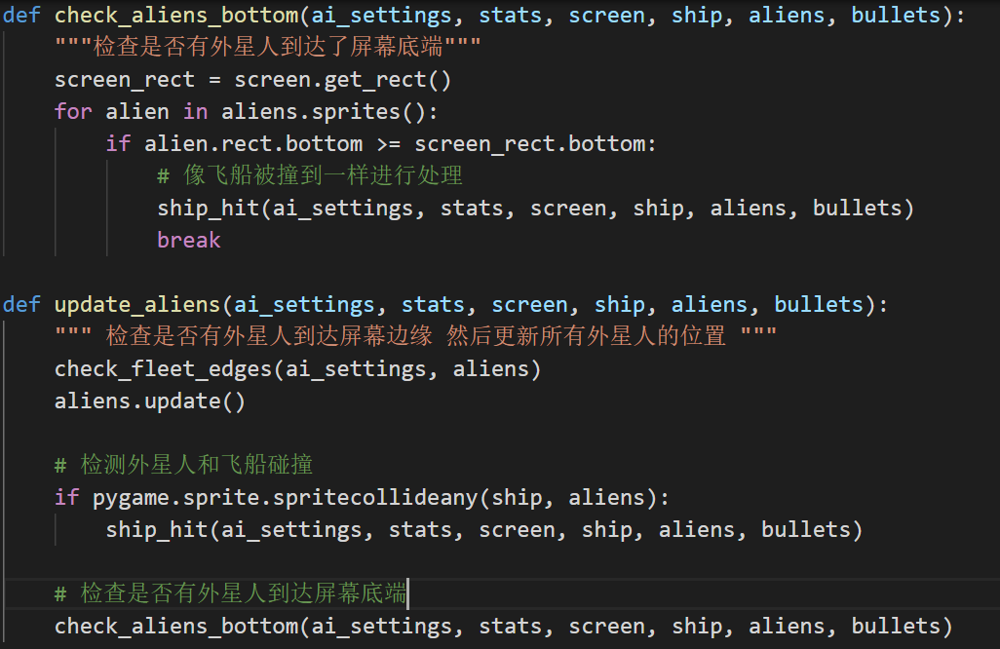 def check_aliens_bottom(ai_settings, stats, screen, ship, aliens, bullets):
    """检查是否有外星人到达了屏幕底端"""
    screen_rect = screen.get_rect()
    for alien in aliens.sprites():
        if alien.rect.bottom >= screen_rect.bottom:
            # 像飞船被撞到一样进行处理
            ship_hit(ai_settings, stats, screen, ship, aliens, bullets)
            break
def update_aliens(ai_settings, stats, screen, ship, aliens, bullets):
    """ 检查是否有外星人到达屏幕边缘 然后更新所有外星人的位置 """
    check_fleet_edges(ai_settings, aliens)
    aliens.update()
    # 检测外星人和飞船碰撞
    if pygame.sprite.spritecollideany(ship, aliens):
        ship_hit(ai_settings, stats, screen, ship, aliens, bullets)
    # 检查是否有外星人到达屏幕底端
    check_aliens_bottom(ai_settings, stats, screen, ship, aliens, bullets)